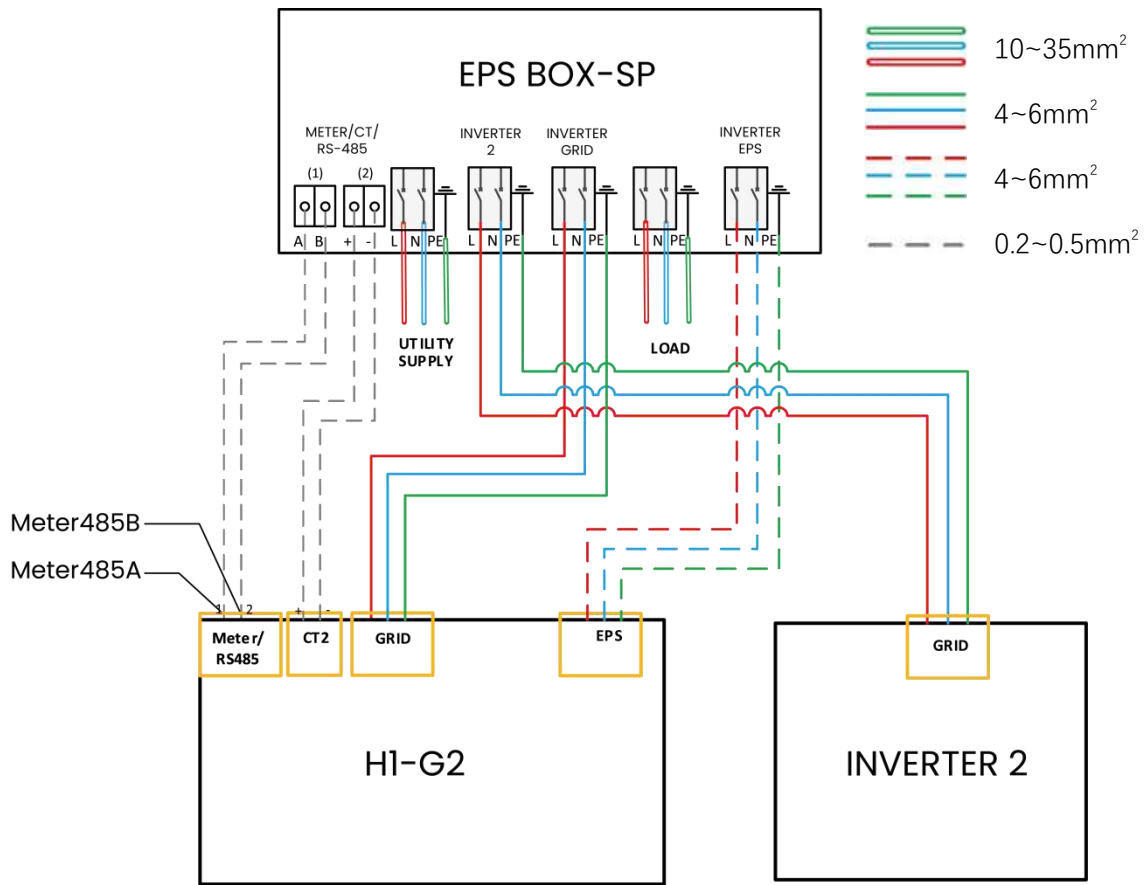 EPS BOX-SP
10~35mm²
4~6mm²
4~6mm²
0.2~0.5mm²
METER/CT/
RS-485
(1)
(2)
INVERTER
2
INVERTER
GRID
INVERTER
EPS
A B + - L N PE L N PE L N PE L N PE L N PE
UTILITY
SUPPLY
LOAD
Meter485B
Meter485A
1 2 + -
Meter/
RS485
CT2
GRID
EPS
GRID
H1-G2
INVERTER 2